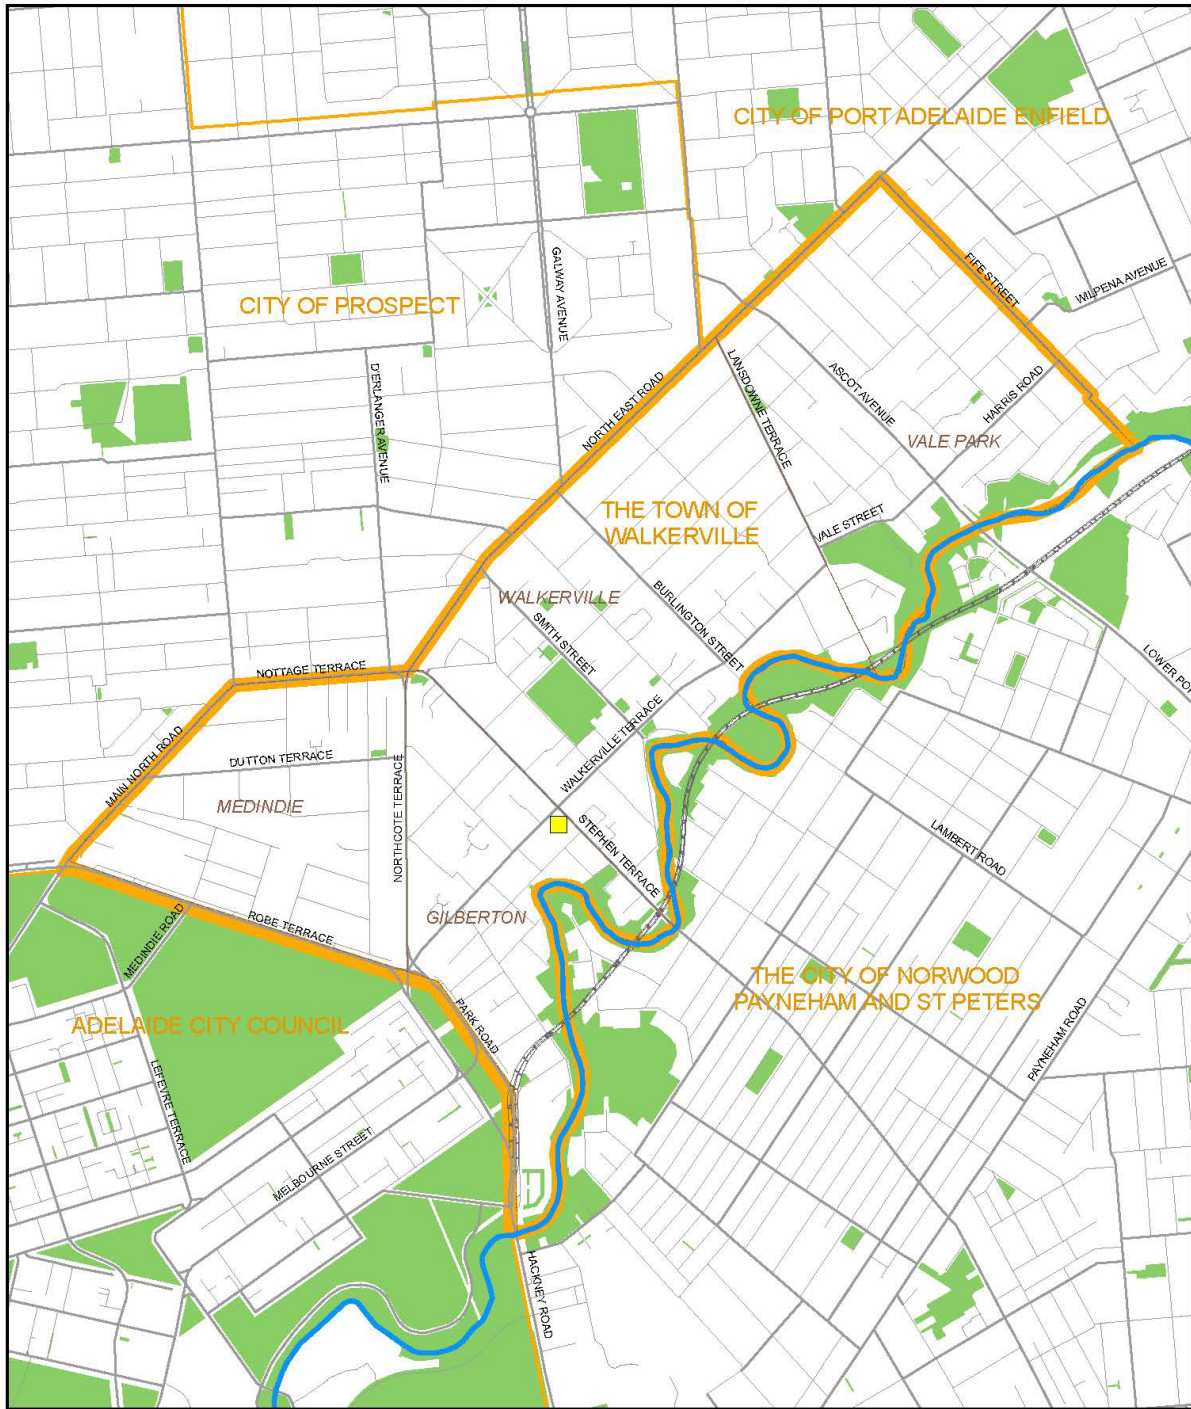 CITY OF PORT ADELAIDE ENFIELD
GALWAY AVENUE
FIFE STREET
WILPENA AVENUE
CITY OF PROSPECT
D'ERLANGER AVENUE
NORTH EAST ROAD
LANSDOWNE TERRACE
ASCOT AVENUE
HARRIS ROAD
VALE PARK
THE TOWN OF
WALKERVILLE
VALE STREET
WALKERVILLE
SMITH STREET
BURLINGTON STREET
NOTTAGE TERRACE
LOWER
MAIN NORTH ROAD
DUTTON TERRACE
WALKERVILLE TERRACE
MEDINDIE
NORTHCOTE TERRACE
STEPHEN TERRACE
LAMBERT ROAD
MEDINDIE ROAD
ROBE TERRACE
GILBERTON
THE CITY OF NORWOOD
PAYNEHAM AND ST PETERS
ADELAIDE CITY COUNCIL
PARK ROAD
PAYNEHAM ROAD
LEFEVRE TERRACE
MELBOURNE STREET
HACKNEY ROAD